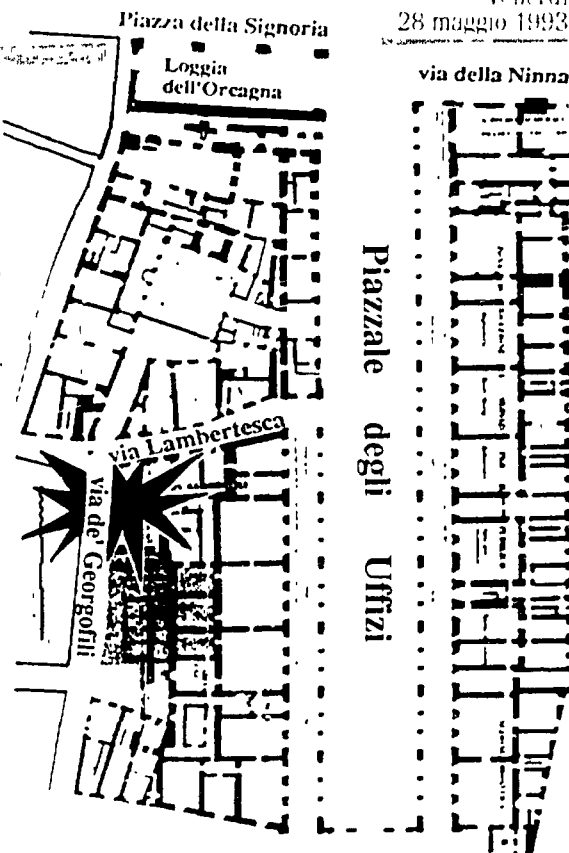 Piazza della Signoria
28 maggio 1993
Loggia
dell'Orcagna
via della Ninna
Piazzale degli Uffizi
via Lambertesca
via de' Georgofili